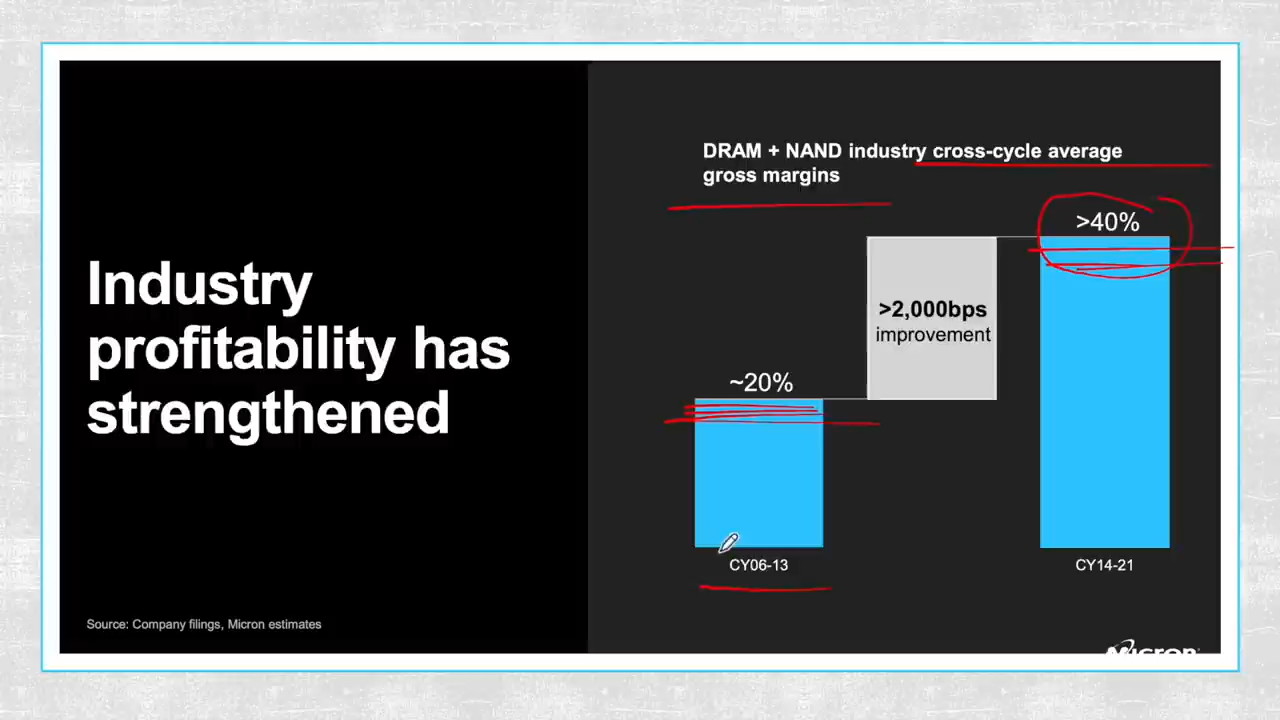 Industry
profitability has
strengthened
Source: Company filings, Micron estimates
DRAM + NAND industry cross-cycle average
gross margins
~20%
>2,000bps
improvement
>40%
CY06-13
CY14-21
Micron